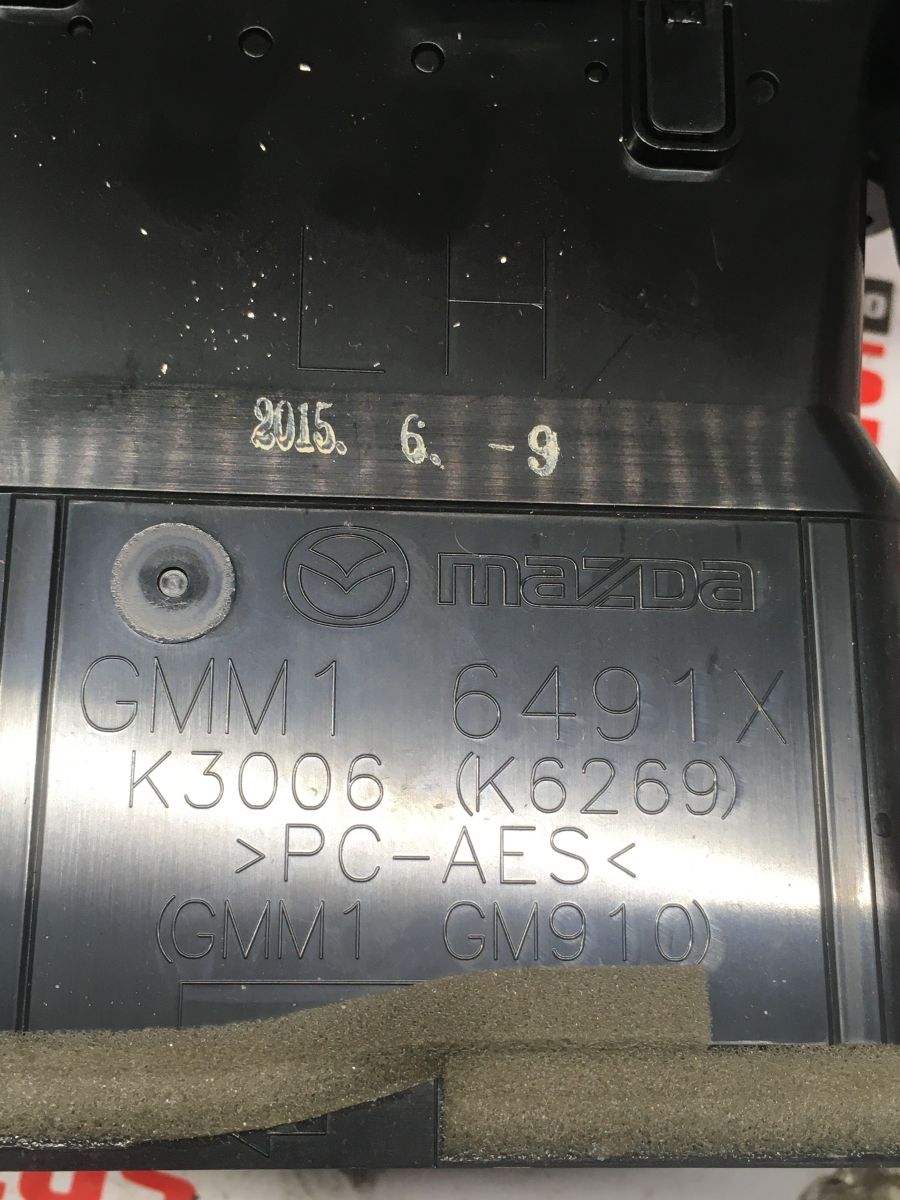 LH
2015. 6. -9
mazda
GMM1 6491X
K3006 (K6269)
>PC-AES<
(GMM1 GM910)